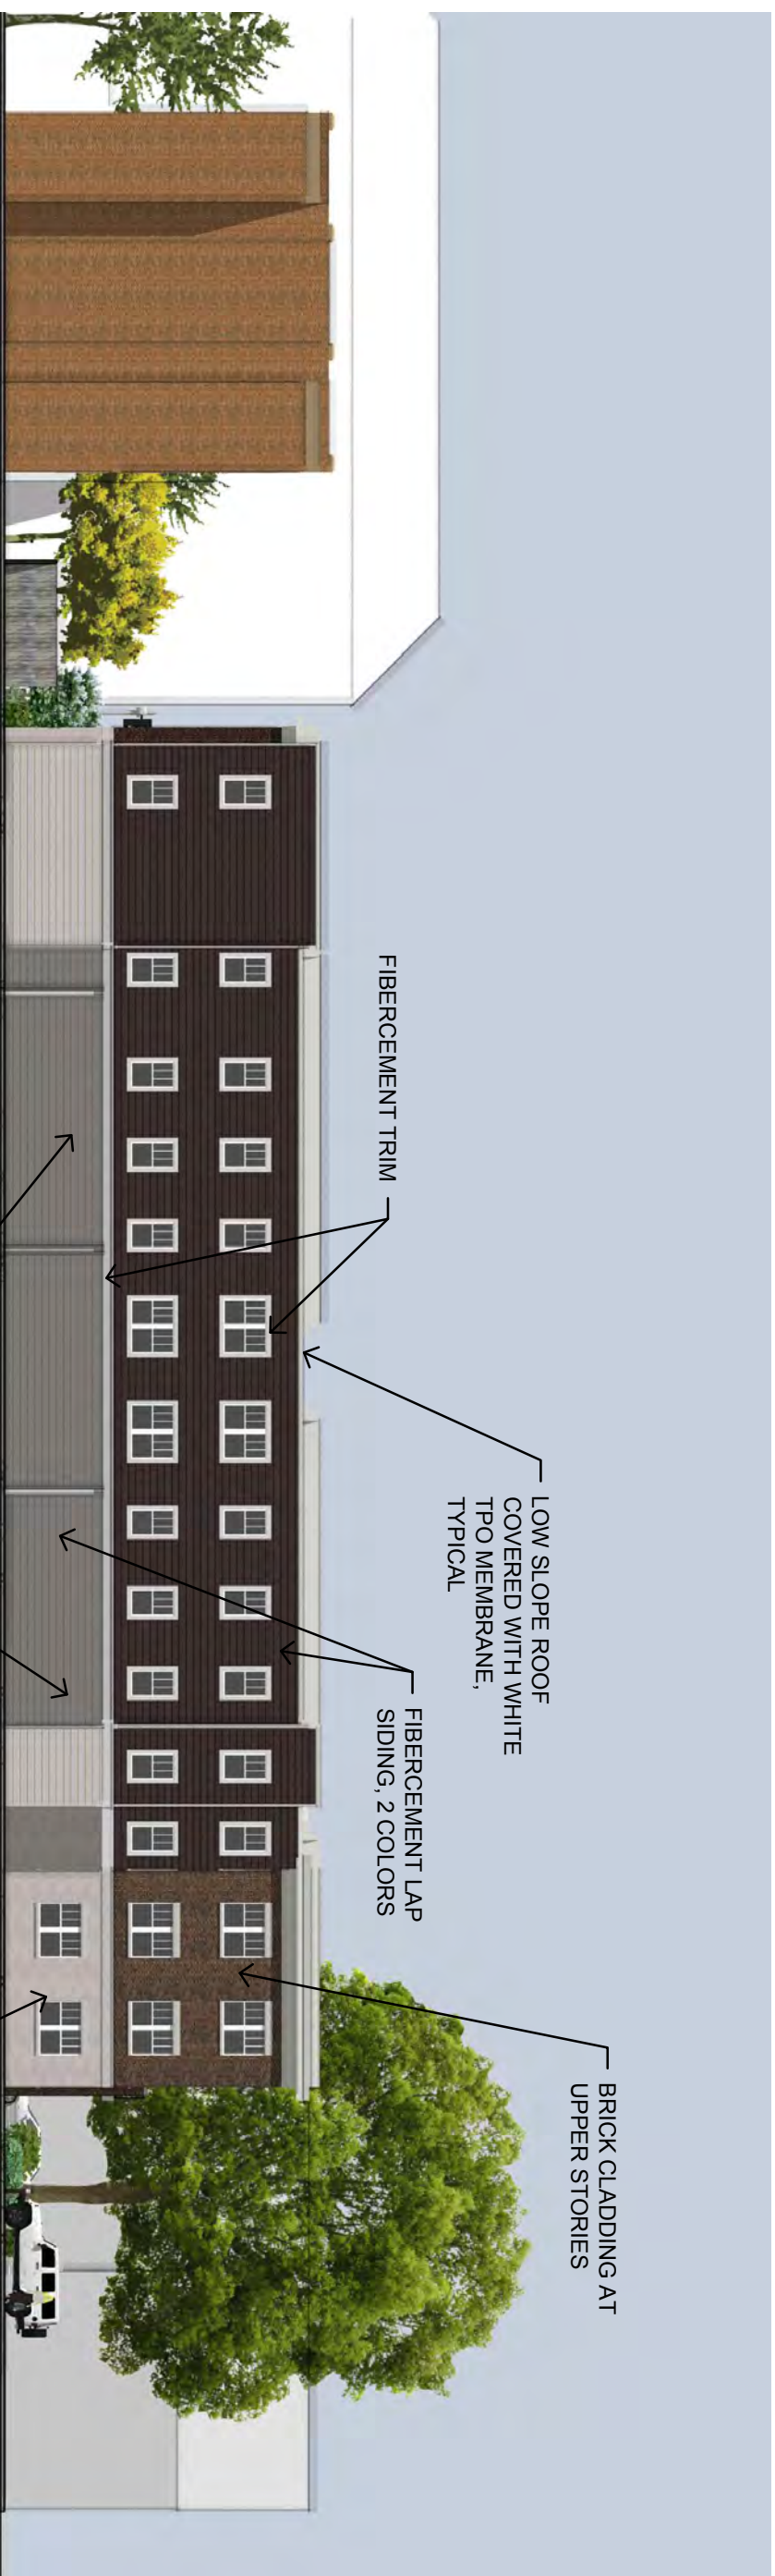 FIBERCEMENT TRIM
LOW SLOPE ROOF
COVERED WITH WHITE
TPO MEMBRANE,
TYPICAL
FIBERCEMENT LAP
SIDING, 2 COLORS
BRICK CLADDING AT
UPPER STORIES